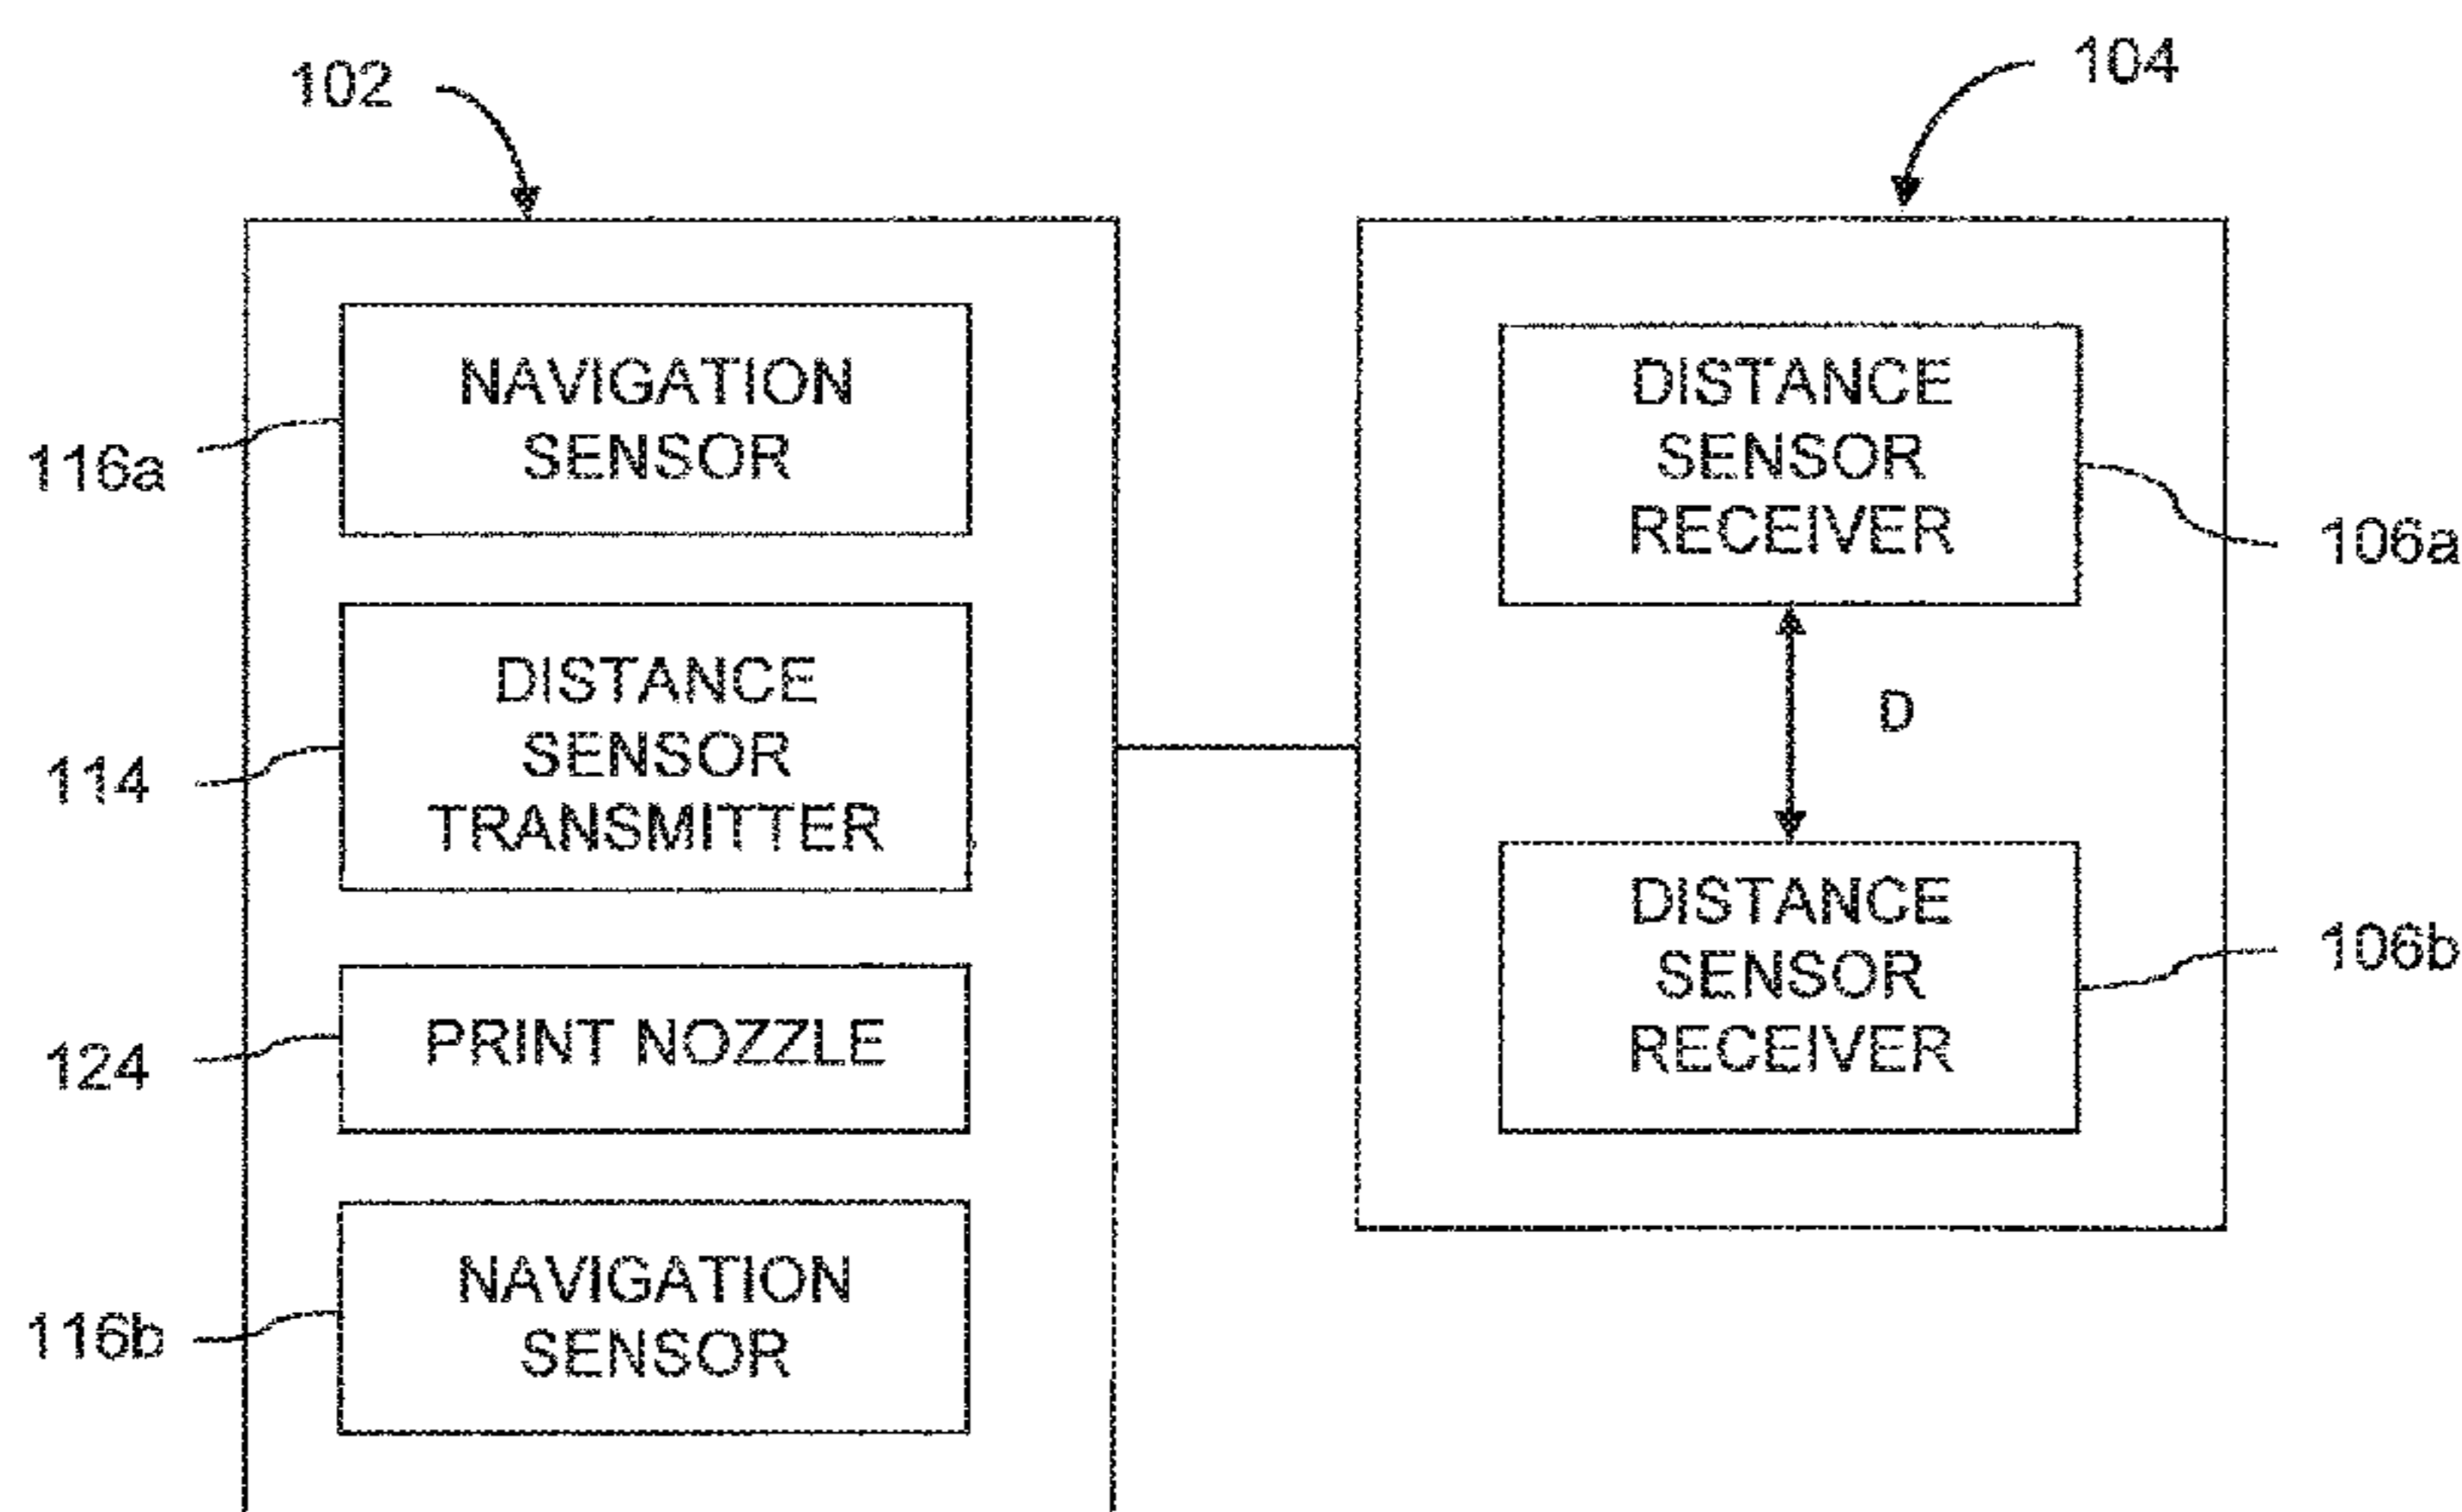 102
104
NAVIGATION
SENSOR
116a
DISTANCE
SENSOR
TRANSMITTER
114
PRINT NOZZLE
124
NAVIGATION
SENSOR
116b
DISTANCE
SENSOR
RECEIVER
106a
D
DISTANCE
SENSOR
RECEIVER
106b